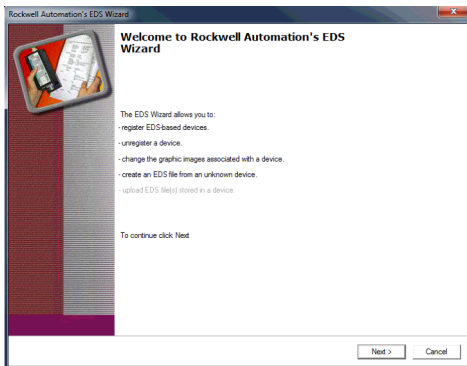 Rockwell Automation's EDS Wizard
Welcome to Rockwell Automation's EDS
Wizard
The EDS Wizard allows you to:
- register EDS-based devices.
- unregister a device.
- change the graphic images associated with a device.
- create an EDS file from an unknown device.
- upload EDS file(s) stored in a device.
To continue click Next
Next >
Cancel